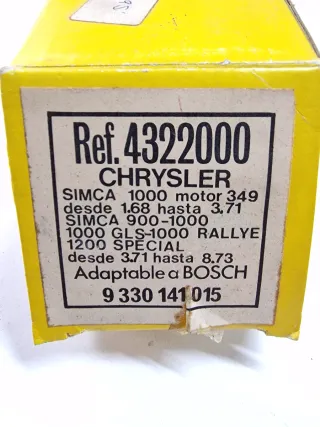 Ref. 4322000
CHRYSLER
SIMCA 1000 motor 349
desde 1.68 hasta 3.71
SIMCA 900-1000
1000 GLS-1000 RALLYE
1200 SPECIAL
desde 3.71 hasta 8.73
Adaptable a BOSCH
9 330 141 015